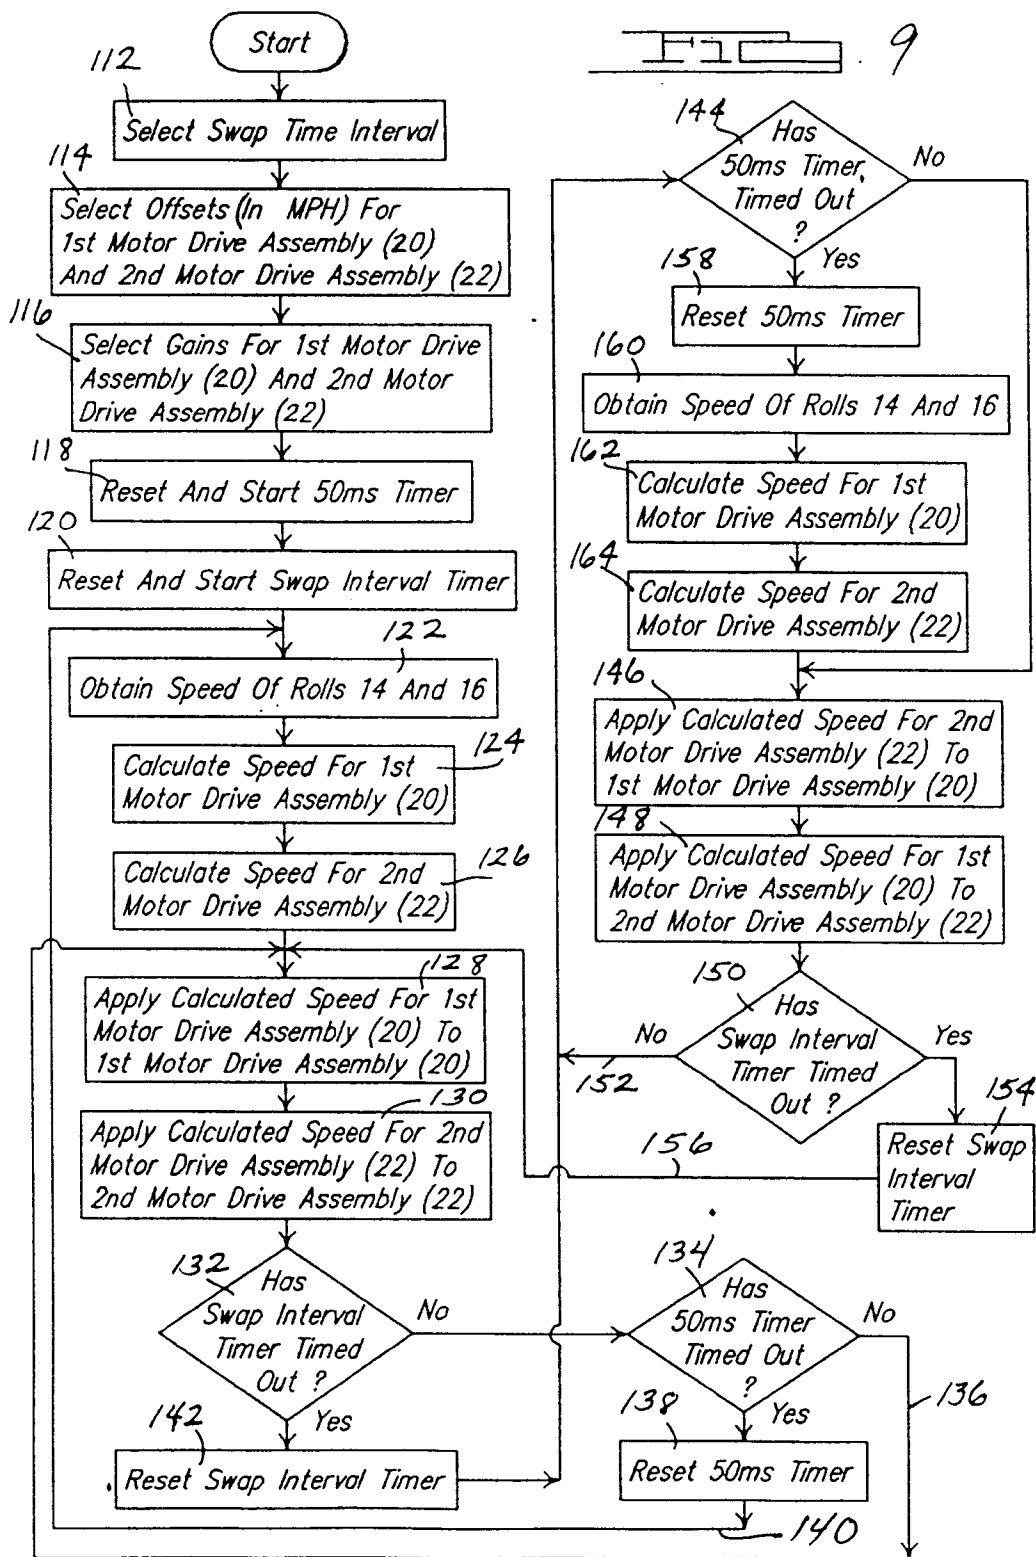 Start
112
Select Swap Time Interval
114
Select Offsets (In MPH) For
1st Motor Drive Assembly (20)
And 2nd Motor Drive Assembly (22)
116
Select Gains For 1st Motor Drive
Assembly (20) And 2nd Motor
Drive Assembly (22)
118
Reset And Start 50ms Timer
120
Reset And Start Swap Interval Timer
122
Obtain Speed Of Rolls 14 And 16
124
Calculate Speed For 1st
Motor Drive Assembly (20)
126
Calculate Speed For 2nd
Motor Drive Assembly (22)
128
Apply Calculated Speed For 1st
Motor Drive Assembly (20) To
1st Motor Drive Assembly (20)
130
Apply Calculated Speed For 2nd
Motor Drive Assembly (22) To
2nd Motor Drive Assembly (22)
132
Has
Swap Interval
Timer Timed
Out ?
No
Yes
142
Reset Swap Interval Timer
134
Has
50ms Timer
Timed Out
?
No
136
Yes
138
Reset 50ms Timer
140
FIG 9
144
Has
50ms Timer
Timed Out
?
No
Yes
158
Reset 50ms Timer
160
Obtain Speed Of Rolls 14 And 16
162
Calculate Speed For 1st
Motor Drive Assembly (20)
164
Calculate Speed For 2nd
Motor Drive Assembly (22)
146
Apply Calculated Speed For 2nd
Motor Drive Assembly (22) To
1st Motor Drive Assembly (20)
148
Apply Calculated Speed For 1st
Motor Drive Assembly (20) To
2nd Motor Drive Assembly (22)
150
Has
Swap Interval
Timer Timed
Out ?
No
152
Yes
154
Reset Swap
Interval
Timer
156